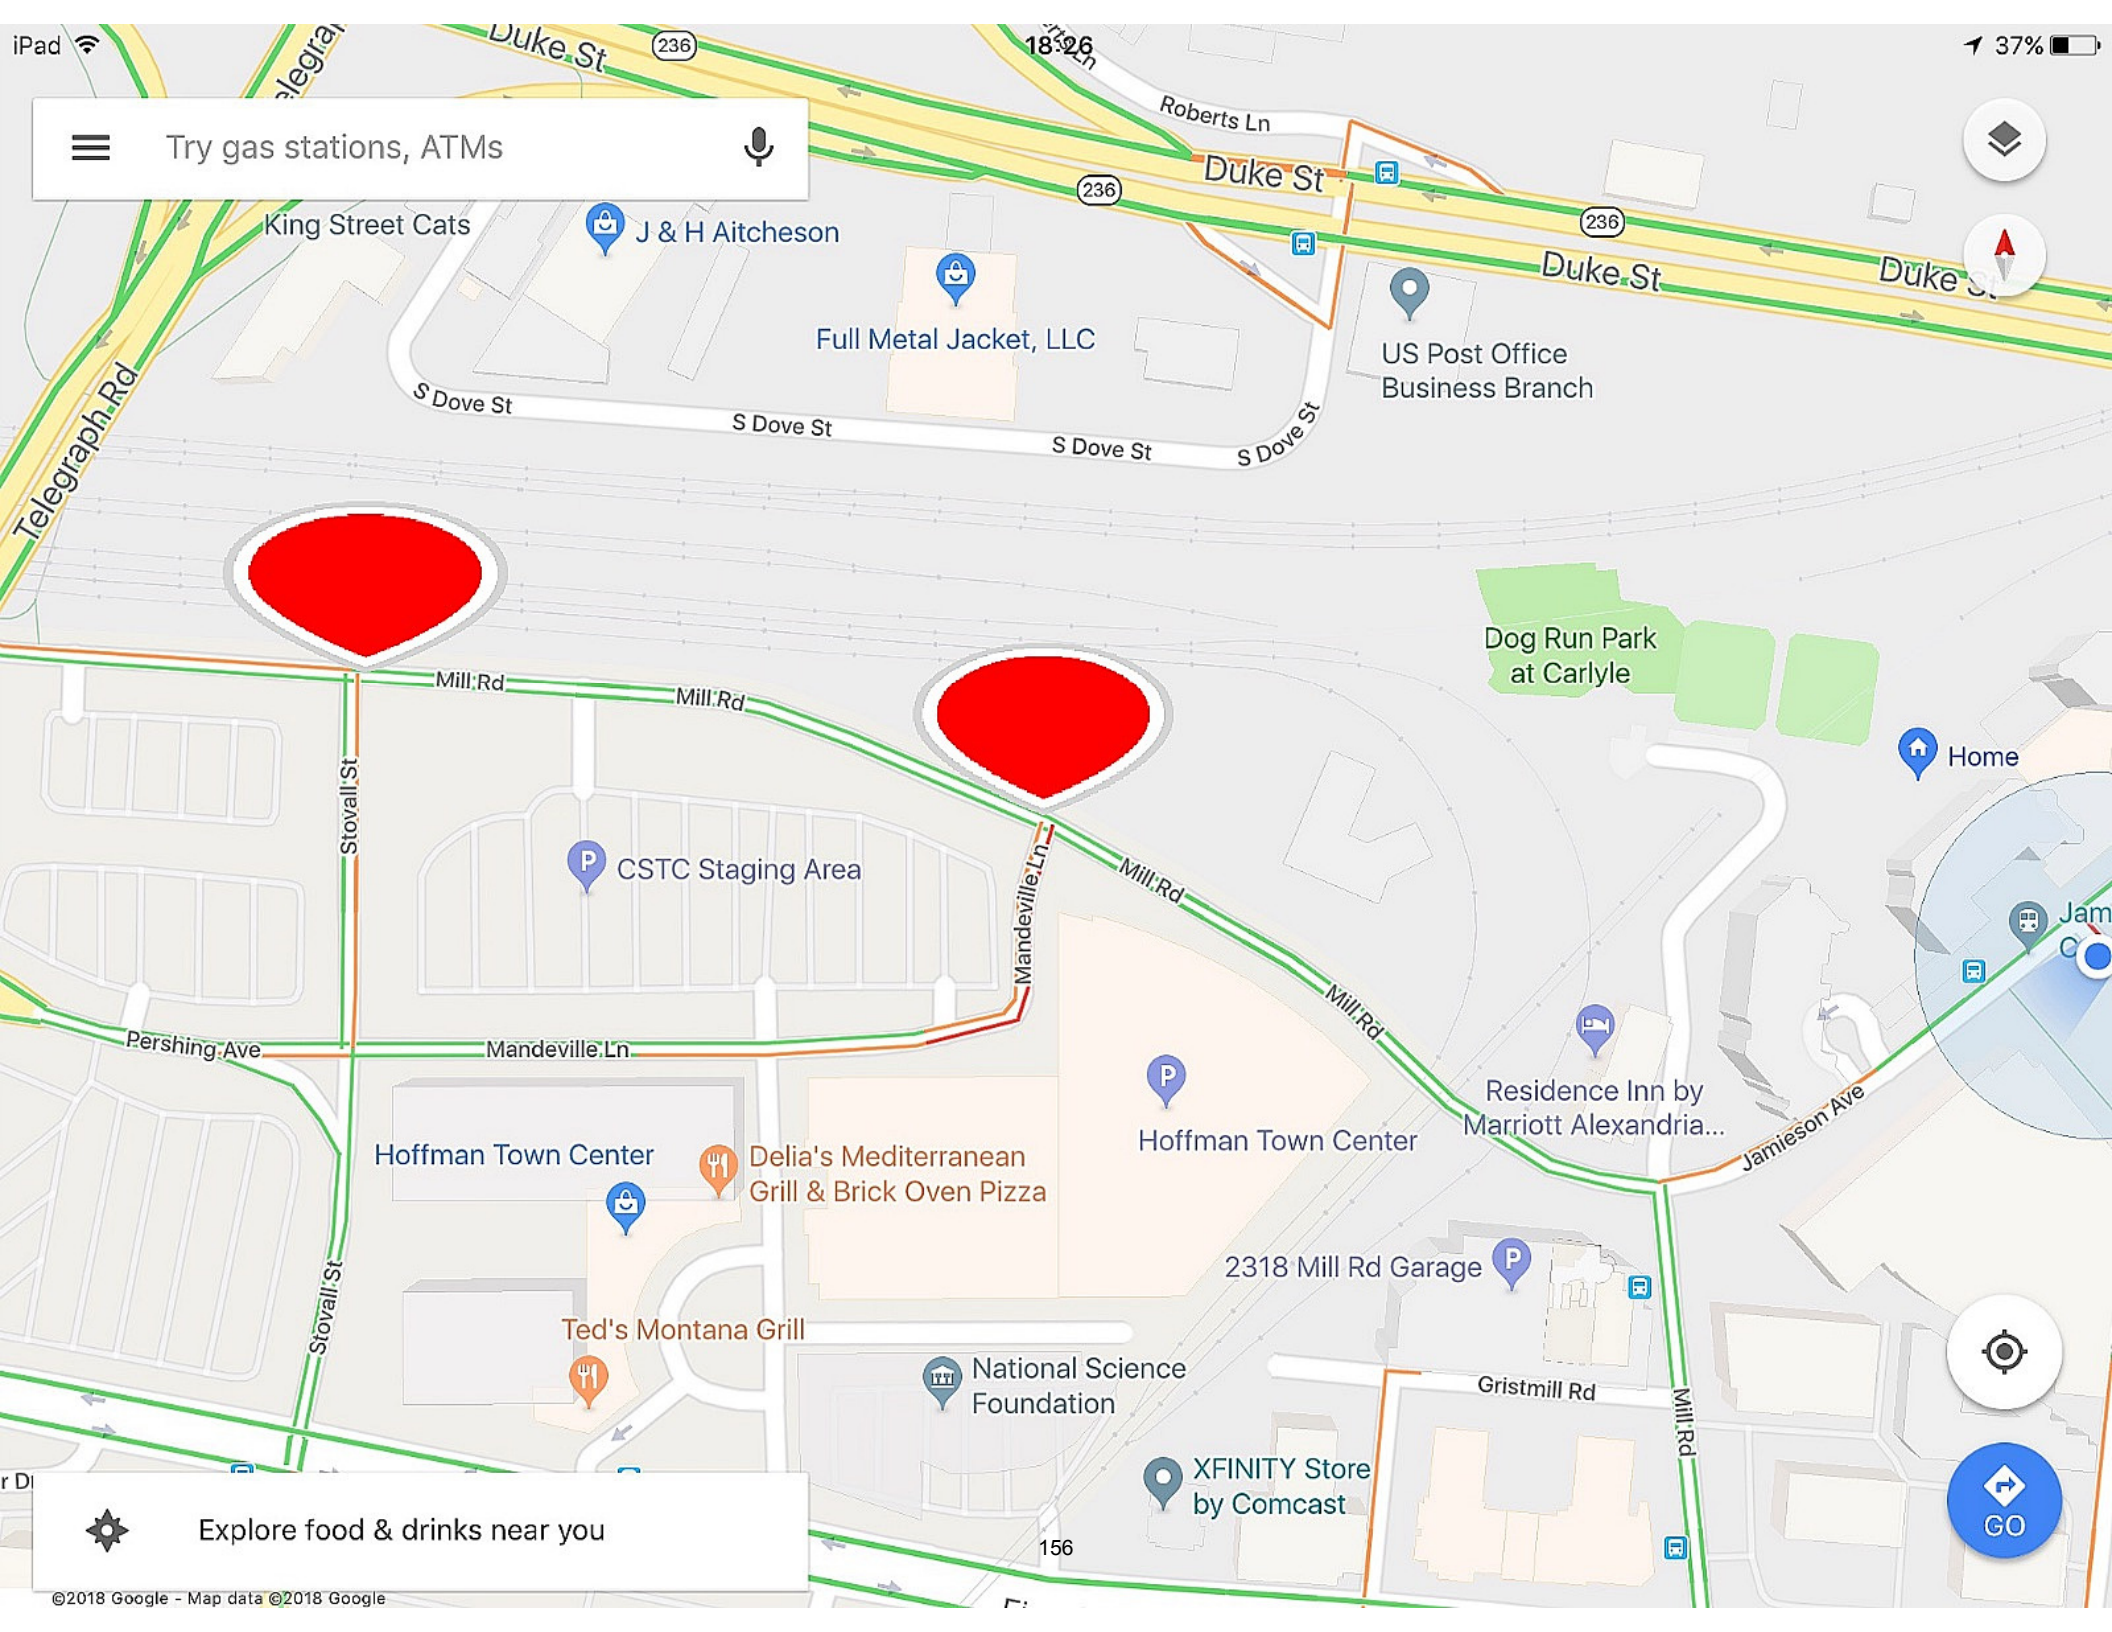 iPad
18:26
37%
Duke St
236
Try gas stations, ATMs
Roberts Ln
Duke St
236
236
Duke St
Duke St
King Street Cats
J & H Aitcheson
Full Metal Jacket, LLC
US Post Office
Business Branch
S Dove St
S Dove St
S Dove St
S Dove St
Telegraph Rd
Dog Run Park
at Carlyle
Mill Rd
Mill Rd
Home
Stovall St
CSTC Staging Area
Mandeville Ln
Mill Rd
Mill Rd
Pershing Ave
Mandeville Ln
P
Residence Inn by
Marriott Alexandria...
Jamieson Ave
Hoffman Town Center
Hoffman Town Center
Delia's Mediterranean
Grill & Brick Oven Pizza
2318 Mill Rd Garage
P
Stovall St
Ted's Montana Grill
National Science
Foundation
Gristmill Rd
Mill Rd
XFINITY Store
by Comcast
Explore food & drinks near you
GO
156
©2018 Google - Map data ©2018 Google